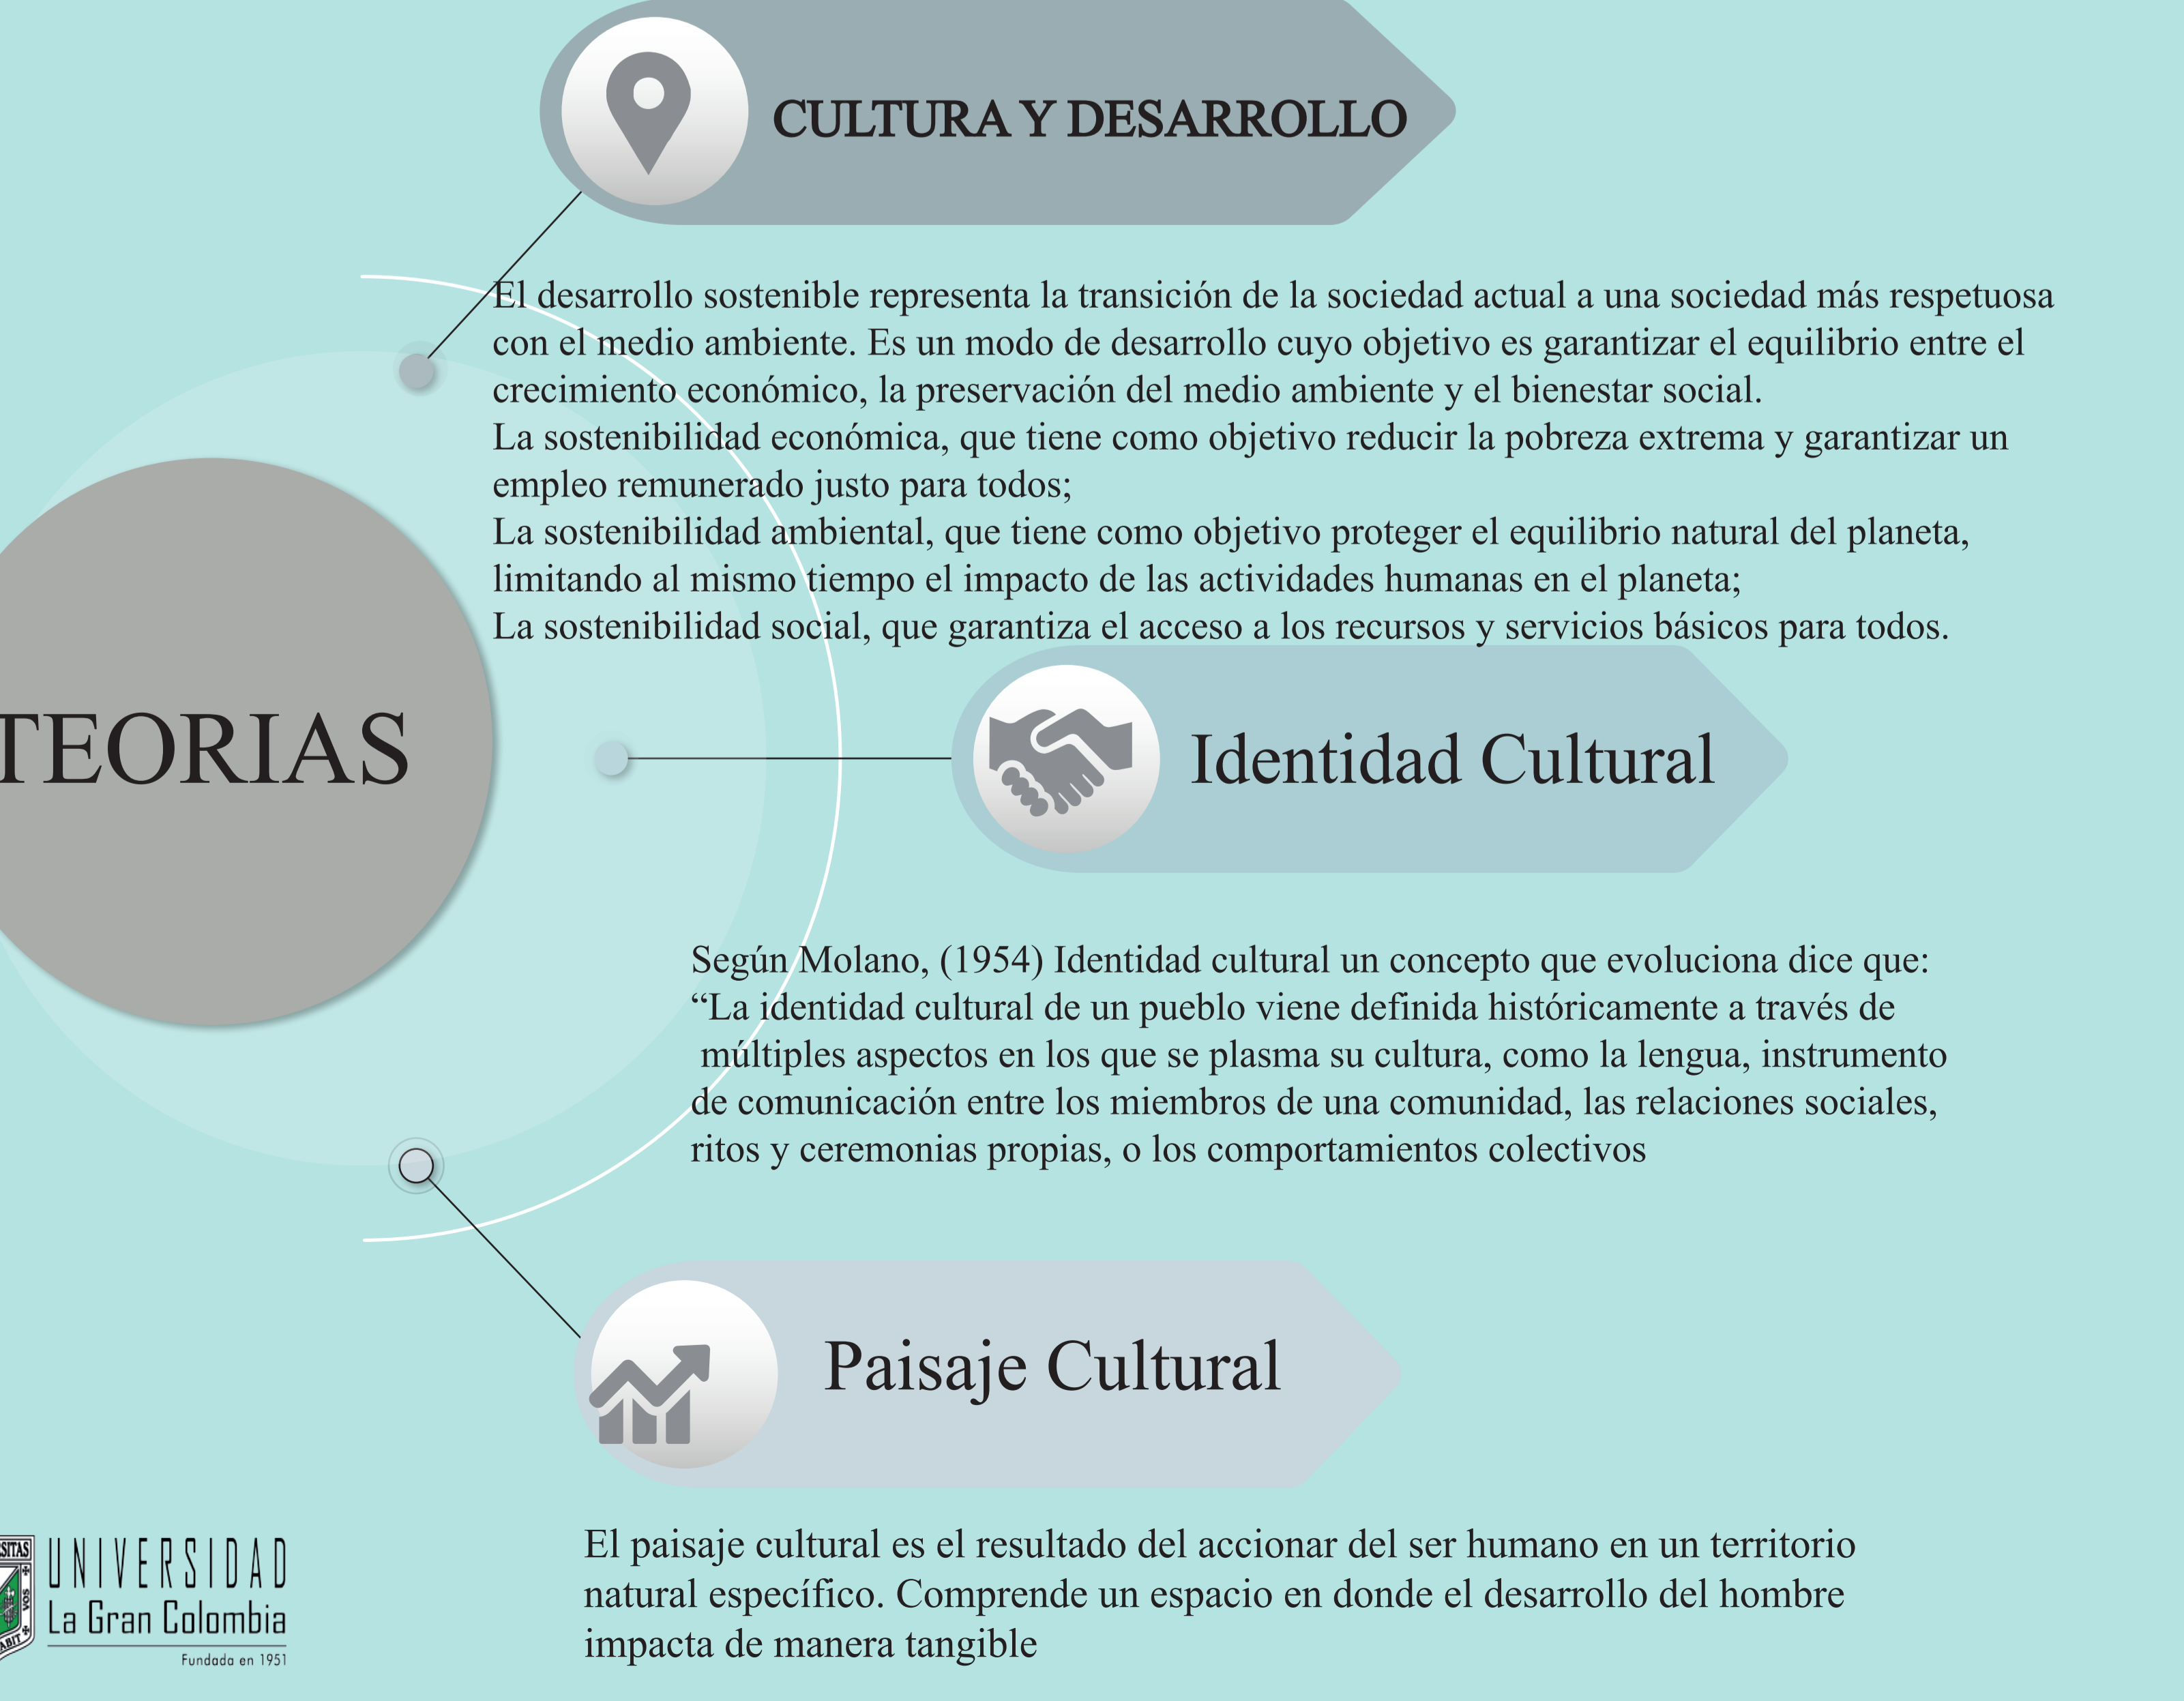 CULTURA Y DESARROLLO
El desarrollo sostenible representa la transición de la sociedad actual a una sociedad más respetuosa
con el medio ambiente. Es un modo de desarrollo cuyo objetivo es garantizar el equilibrio entre el
crecimiento económico, la preservación del medio ambiente y el bienestar social.
La sostenibilidad económica, que tiene como objetivo reducir la pobreza extrema y garantizar un
empleo remunerado justo para todos;
La sostenibilidad ambiental, que tiene como objetivo proteger el equilibrio natural del planeta,
limitando al mismo tiempo el impacto de las actividades humanas en el planeta;
La sostenibilidad social, que garantiza el acceso a los recursos y servicios básicos para todos.
TEORIAS
Identidad Cultural
Según Molano, (1954) Identidad cultural un concepto que evoluciona dice que:
“La identidad cultural de un pueblo viene definida históricamente a través de
múltiples aspectos en los que se plasma su cultura, como la lengua, instrumento
de comunicación entre los miembros de una comunidad, las relaciones sociales,
ritos y ceremonias propias, o los comportamientos colectivos
Paisaje Cultural
El paisaje cultural es el resultado del accionar del ser humano en un territorio
natural específico. Comprende un espacio en donde el desarrollo del hombre
impacta de manera tangible
UNIVERSIDAD
La Gran Colombia
Fundada en 1951
VOS